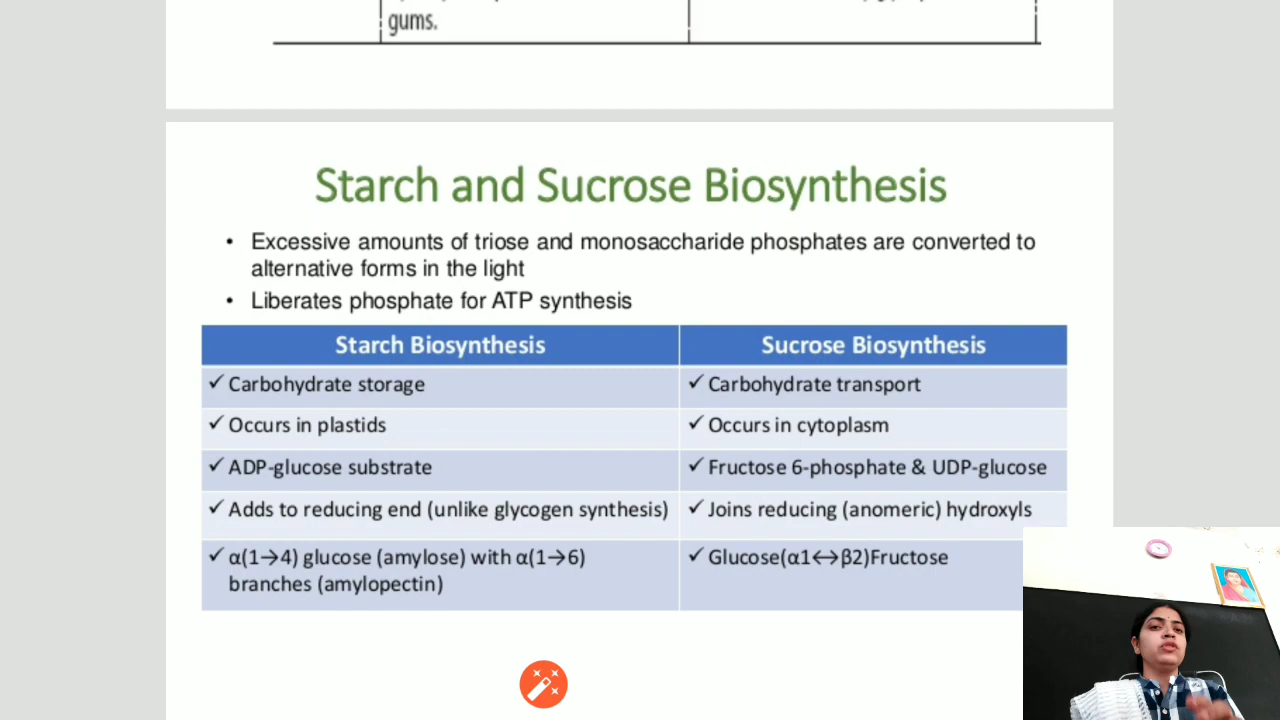 gums.
Starch and Sucrose Biosynthesis
• Excessive amounts of triose and monosaccharide phosphates are converted to
alternative forms in the light
• Liberates phosphate for ATP synthesis
Starch Biosynthesis
Sucrose Biosynthesis
✓ Carbohydrate storage
✓ Carbohydrate transport
✓ Occurs in plastids
✓ Occurs in cytoplasm
✓ ADP-glucose substrate
✓ Fructose 6-phosphate & UDP-glucose
✓ Adds to reducing end (unlike glycogen synthesis)
✓ Joins reducing (anomeric) hydroxyls
✓ α(1→4) glucose (amylose) with α(1→6)
branches (amylopectin)
✓ Glucose(α1↔β2)Fructose